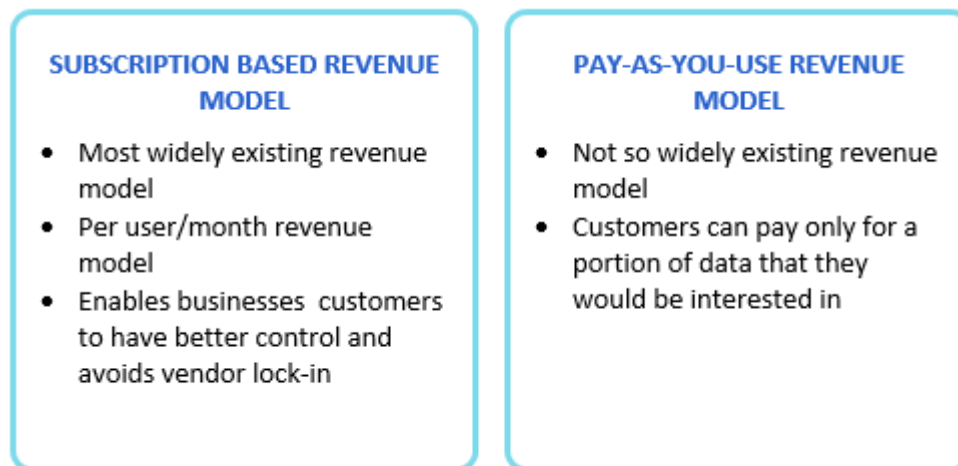 SUBSCRIPTION BASED REVENUE
MODEL
• Most widely existing revenue
model
• Per user/month revenue
model
• Enables businesses  customers
to have better control and
avoids vendor lock-in
PAY-AS-YOU-USE REVENUE
MODEL
• Not so widely existing revenue
model
• Customers can pay only for a
portion of data that they
would be interested in